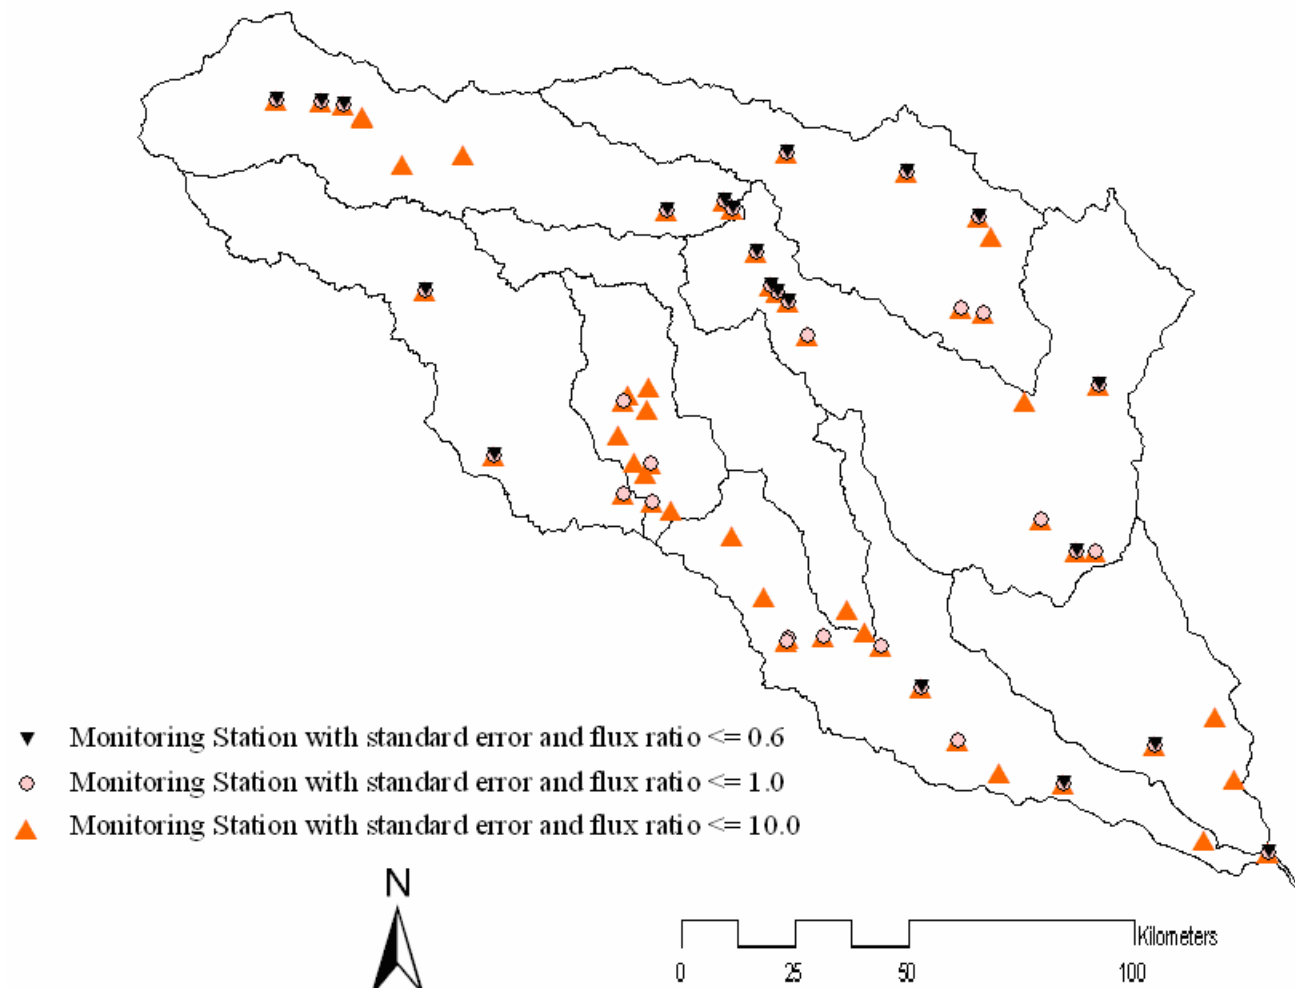 Monitoring Station with standard error and flux ratio <= 0.6
Monitoring Station with standard error and flux ratio <= 1.0
Monitoring Station with standard error and flux ratio <= 10.0
N
Kilometers
0 25 50 100